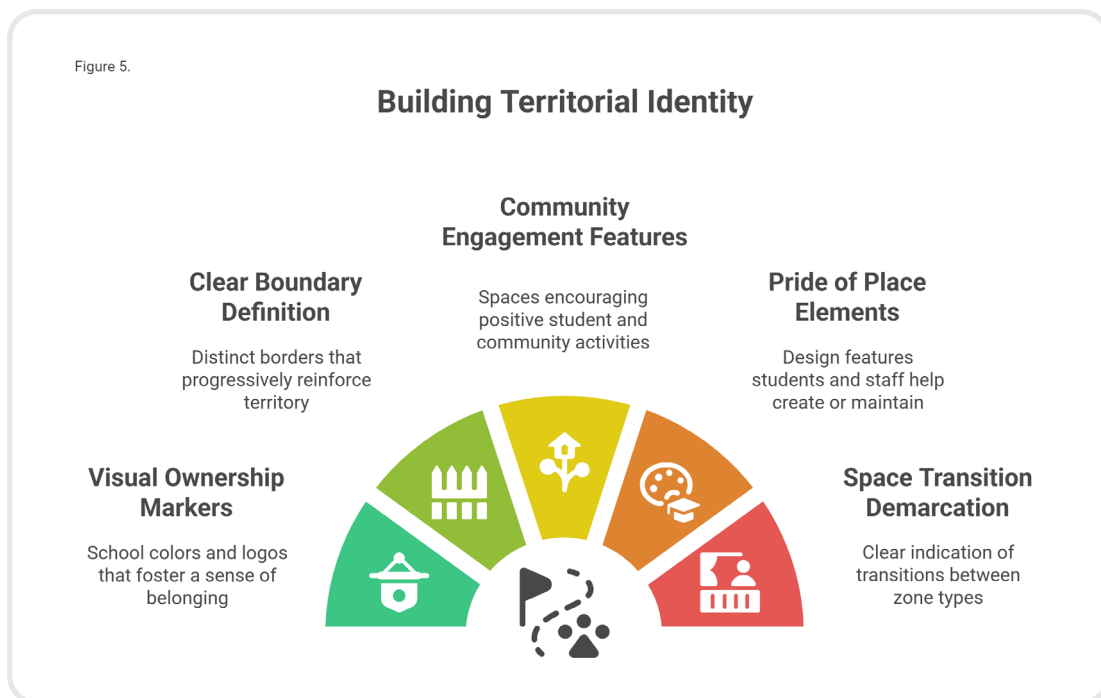 Figure 5.
Building Territorial Identity
Community
Engagement Features
Spaces encouraging
positive student and
community activities
Clear Boundary
Definition
Distinct borders that
progressively reinforce
territory
Pride of Place
Elements
Design features
students and staff help
create or maintain
Visual Ownership
Markers
School colors and logos
that foster a sense of
belonging
Space Transition
Demarcation
Clear indication of
transitions between
zone types